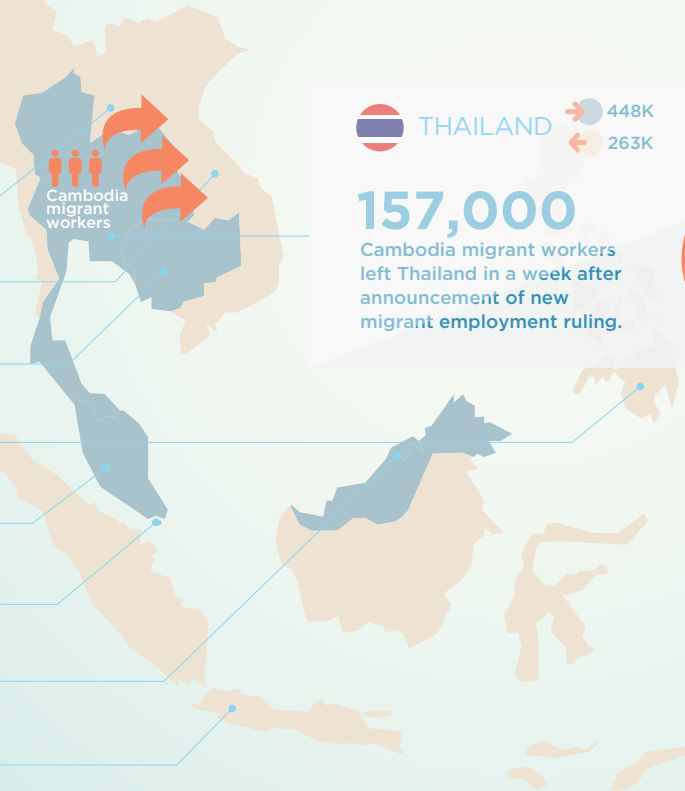 THAILAND
448K
263K
157,000
Cambodia migrant workers
left Thailand in a week after
announcement of new
migrant employment ruling.
Cambodia
migrant
workers